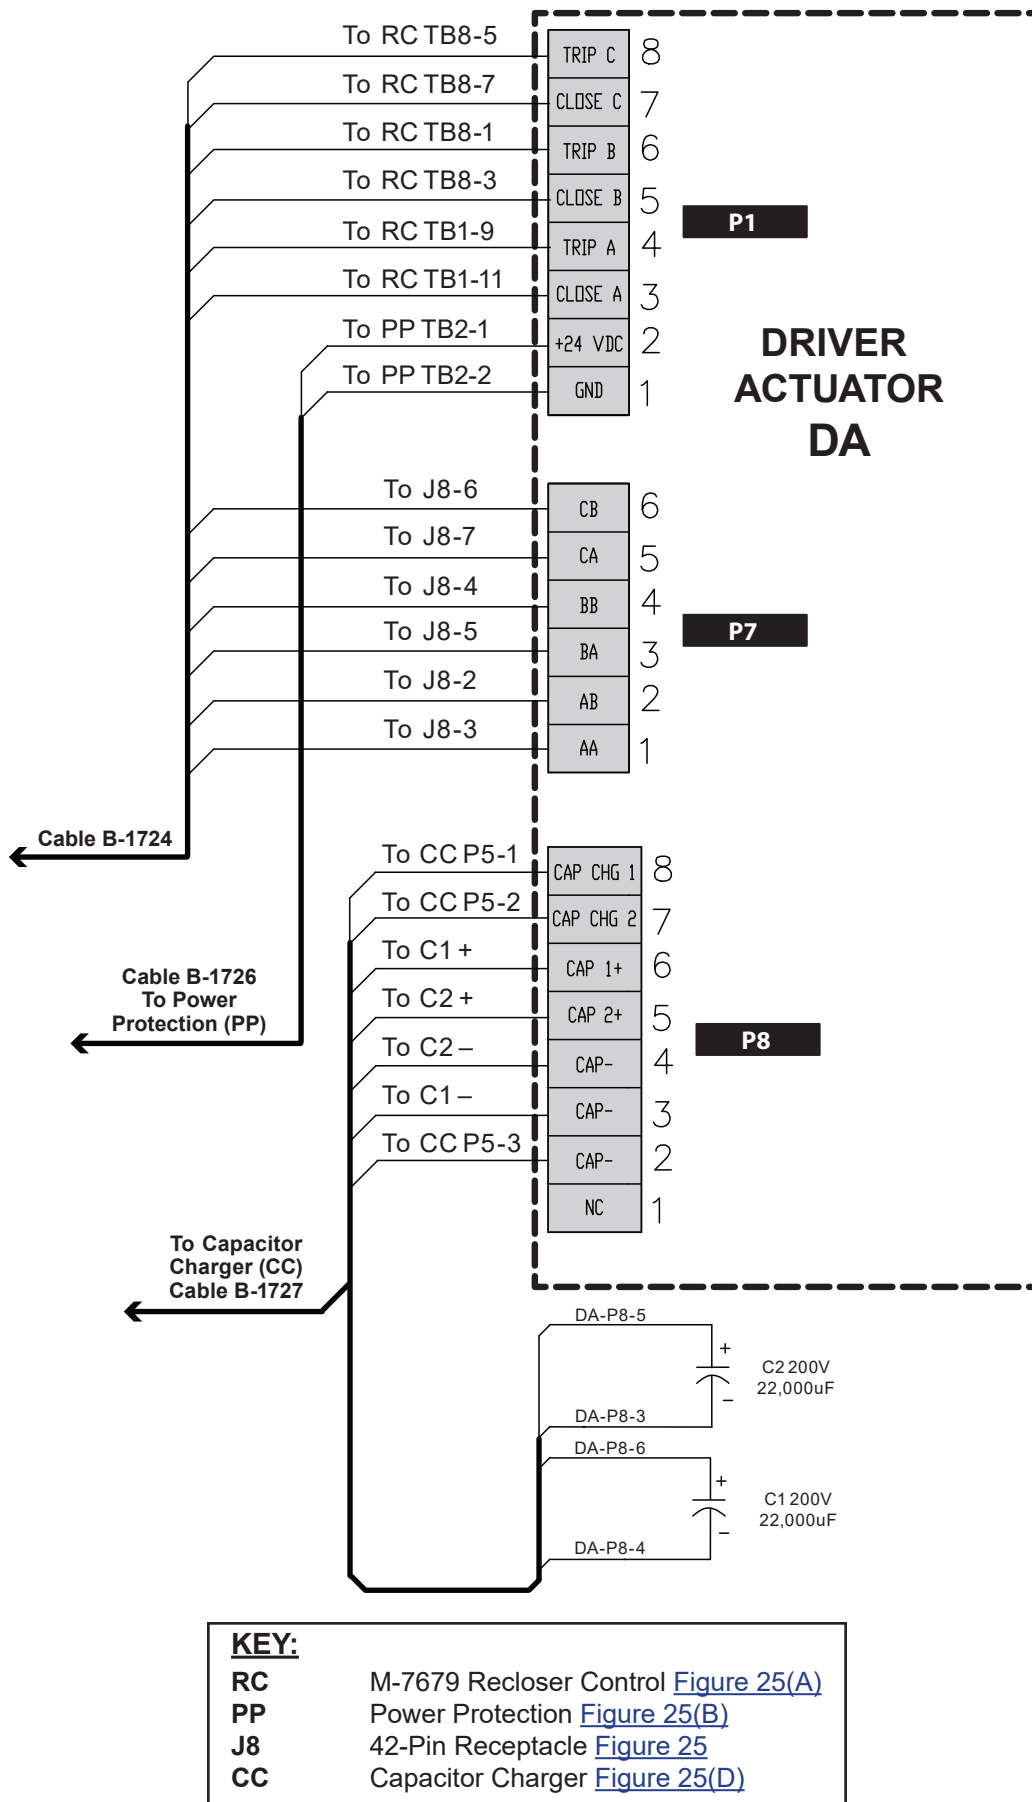 To RC TB8-5 TRIP C 8
To RC TB8-7 CLOSE C 7
To RC TB8-1 TRIP B 6
To RC TB8-3 CLOSE B 5
To RC TB1-9 TRIP A 4
To RC TB1-11 CLOSE A 3
To PP TB2-1 +24 VDC 2
To PP TB2-2 GND 1
P1
DRIVER
ACTUATOR
DA
To J8-6 CB 6
To J8-7 CA 5
To J8-4 BB 4
To J8-5 BA 3
To J8-2 AB 2
To J8-3 AA 1
P7
Cable B-1724
To CC P5-1 CAP CHG 1 8
To CC P5-2 CAP CHG 2 7
To C1 + CAP 1+ 6
To C2 + CAP 2+ 5
To C2 – CAP- 4
To C1 – CAP- 3
To CC P5-3 CAP- 2
NC 1
P8
Cable B-1726
To Power
Protection (PP)
To Capacitor
Charger (CC)
Cable B-1727
DA-P8-5
+
C2 200V
22,000uF
–
DA-P8-3
DA-P8-6
+
C1 200V
22,000uF
–
DA-P8-4
KEY:
RC M-7679 Recloser Control Figure 25(A)
PP Power Protection Figure 25(B)
J8 42-Pin Receptacle Figure 25
CC Capacitor Charger Figure 25(D)